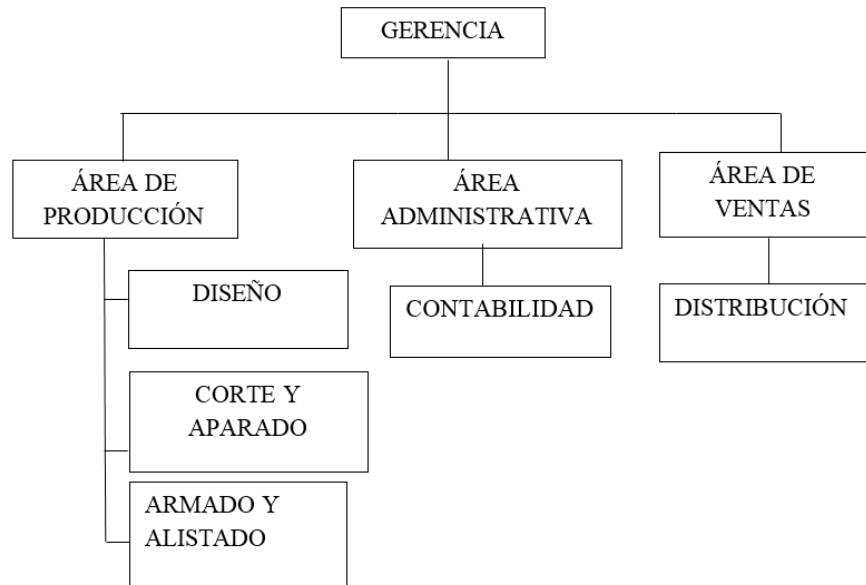 GERENCIA
ÁREA DE
PRODUCCIÓN
ÁREA
ADMINISTRATIVA
ÁREA DE
VENTAS
DISEÑO
CORTE Y
APARADO
ARMADO Y
ALISTADO
CONTABILIDAD
DISTRIBUCIÓN